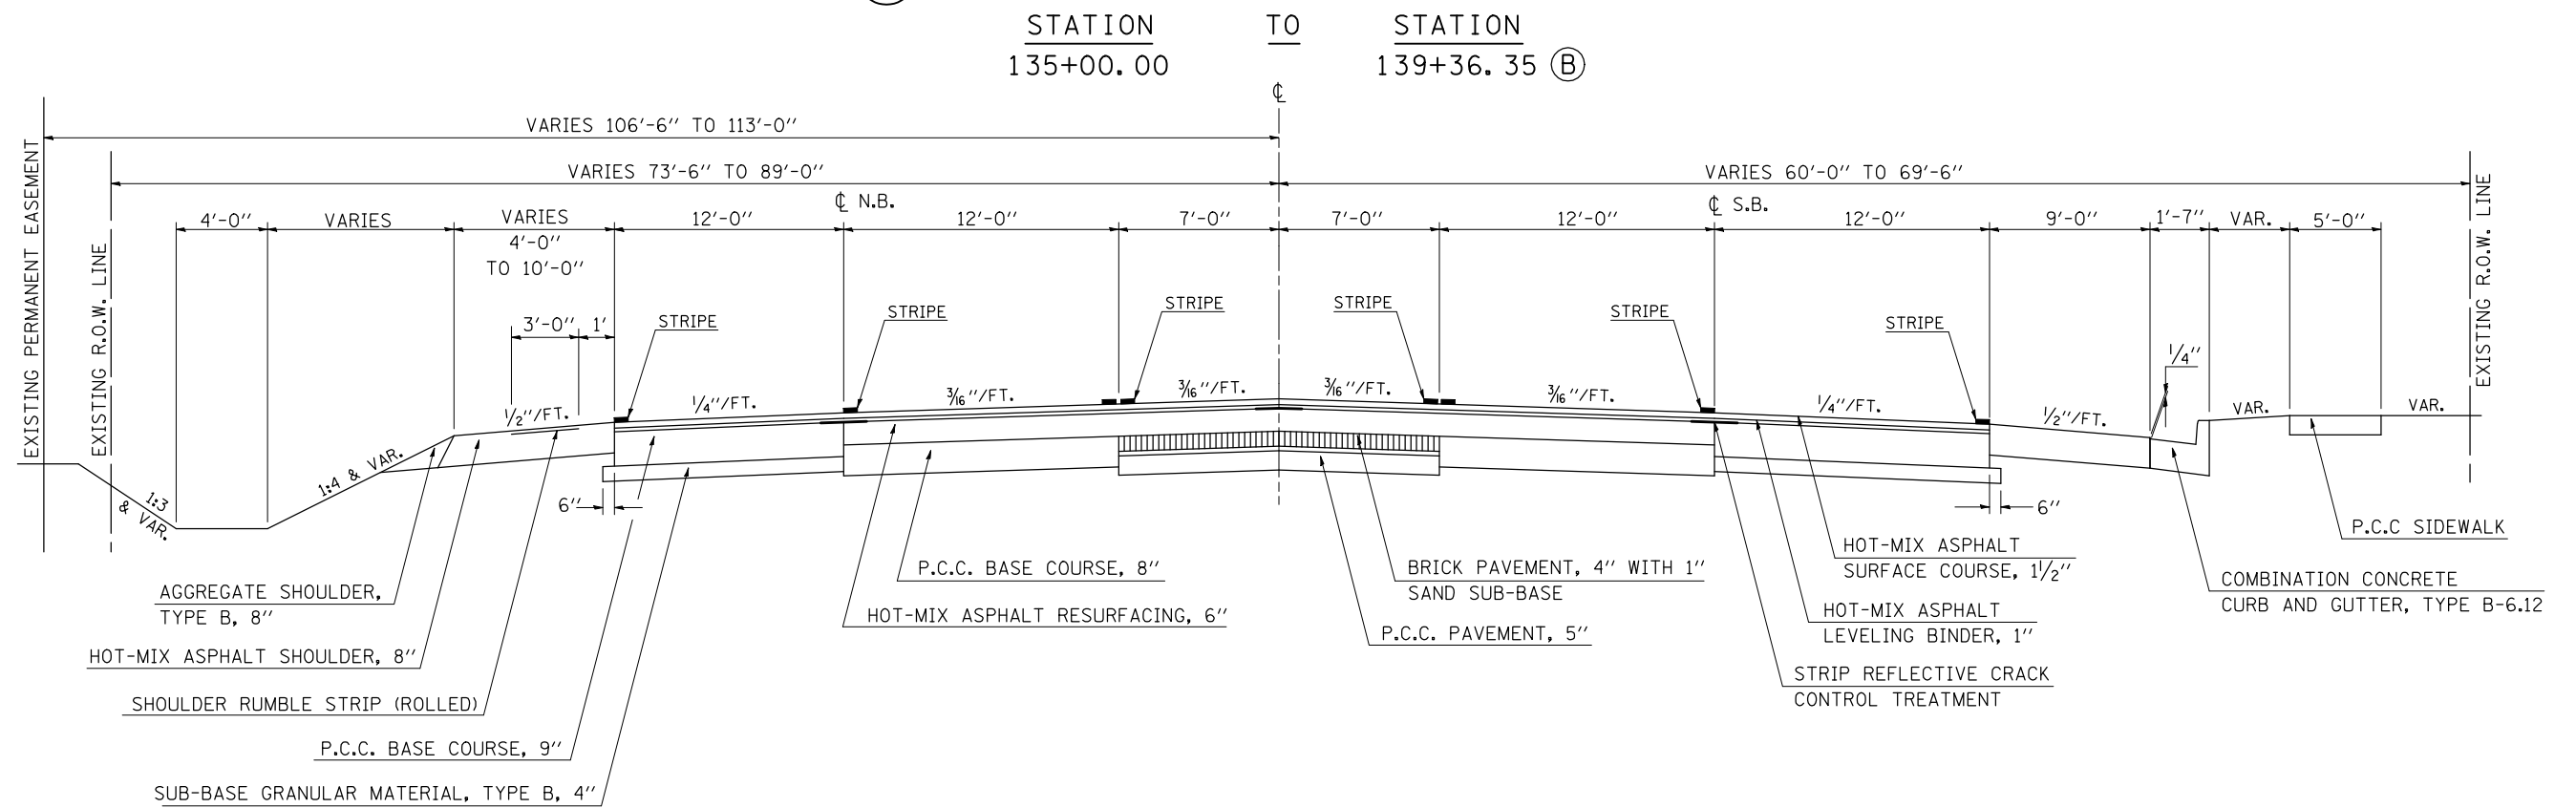 STATION TO STATION
135+00.00 139+36.35 B
℄
VARIES 106'-6" TO 113'-0"
VARIES 73'-6" TO 89'-0"
VARIES 60'-0" TO 69'-6"
EXISTING PERMANENT EASEMENT
EXISTING R.O.W. LINE
℄ N.B.
℄ S.B.
EXISTING R.O.W. LINE
4'-0"
VARIES
VARIES
4'-0"
TO 10'-0"
12'-0"
12'-0"
7'-0"
7'-0"
12'-0"
12'-0"
9'-0"
1'-7"
VAR.
5'-0"
3'-0"
1'
STRIPE
STRIPE
STRIPE
STRIPE
STRIPE
STRIPE
1/4"
1/2"/FT.
1/4"/FT.
3/16"/FT.
3/16"/FT.
3/16"/FT.
3/16"/FT.
1/4"/FT.
1/2"/FT.
VAR.
VAR.
1:3
& VAR.
1:4 & VAR.
6"
6"
AGGREGATE SHOULDER,
TYPE B, 8"
HOT-MIX ASPHALT SHOULDER, 8"
SHOULDER RUMBLE STRIP (ROLLED)
P.C.C. BASE COURSE, 9"
SUB-BASE GRANULAR MATERIAL, TYPE B, 4"
P.C.C. BASE COURSE, 8"
HOT-MIX ASPHALT RESURFACING, 6"
BRICK PAVEMENT, 4" WITH 1"
SAND SUB-BASE
P.C.C. PAVEMENT, 5"
HOT-MIX ASPHALT
SURFACE COURSE, 1 1/2"
HOT-MIX ASPHALT
LEVELING BINDER, 1"
STRIP REFLECTIVE CRACK
CONTROL TREATMENT
P.C.C SIDEWALK
COMBINATION CONCRETE
CURB AND GUTTER, TYPE B-6.12